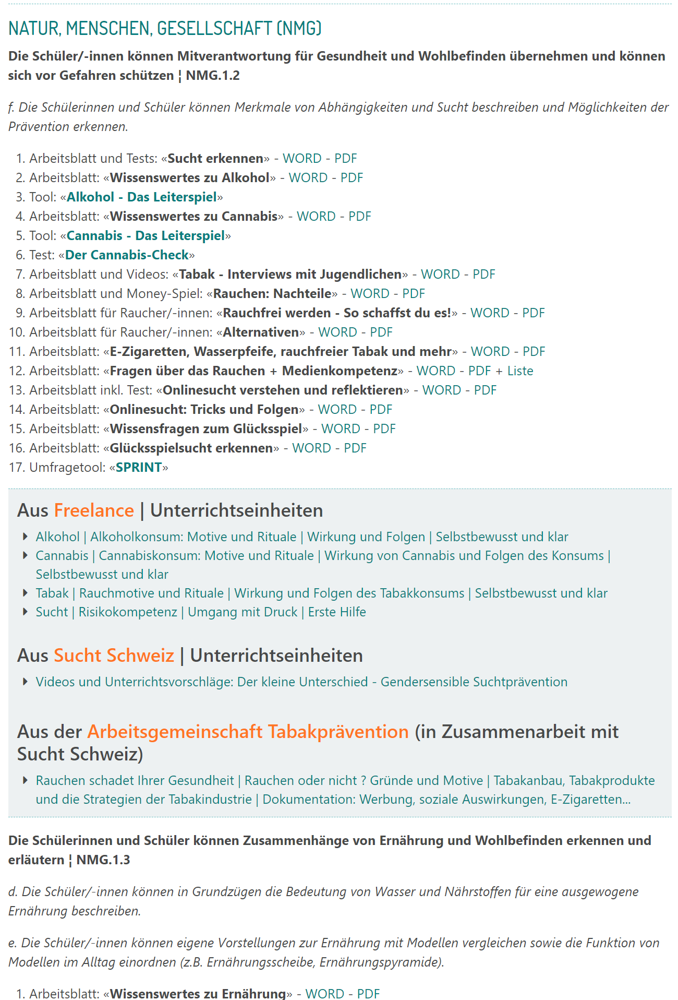 NATUR, MENSCHEN, GESELLSCHAFT (NMG)
Die Schüler/-innen können Mitverantwortung für Gesundheit und Wohlbefinden übernehmen und können
sich vor Gefahren schützen ¦ NMG.1.2
f. Die Schülerinnen und Schüler können Merkmale von Abhängigkeiten und Sucht beschreiben und Möglichkeiten der
Prävention erkennen.
1. Arbeitsblatt und Tests: «Sucht erkennen» - WORD - PDF
2. Arbeitsblatt: «Wissenswertes zu Alkohol» - WORD - PDF
3. Tool: «Alkohol - Das Leiterspiel»
4. Arbeitsblatt: «Wissenswertes zu Cannabis» - WORD - PDF
5. Tool: «Cannabis - Das Leiterspiel»
6. Test: «Der Cannabis-Check»
7. Arbeitsblatt und Videos: «Tabak - Interviews mit Jugendlichen» - WORD - PDF
8. Arbeitsblatt und Money-Spiel: «Rauchen: Nachteile» - WORD - PDF
9. Arbeitsblatt für Raucher/-innen: «Rauchfrei werden - So schaffst du es!» - WORD - PDF
10. Arbeitsblatt für Raucher/-innen: «Alternativen» - WORD - PDF
11. Arbeitsblatt: «E-Zigaretten, Wasserpfeife, rauchfreier Tabak und mehr» - WORD - PDF
12. Arbeitsblatt: «Fragen über das Rauchen + Medienkompetenz» - WORD - PDF + Liste
13. Arbeitsblatt inkl. Test: «Onlinesucht verstehen und reflektieren» - WORD - PDF
14. Arbeitsblatt: «Onlinesucht: Tricks und Folgen» - WORD - PDF
15. Arbeitsblatt: «Wissensfragen zum Glücksspiel» - WORD - PDF
16. Arbeitsblatt: «Glücksspielsucht erkennen» - WORD - PDF
17. Umfragetool: «SPRINT»
Aus Freelance | Unterrichtseinheiten
Alkohol | Alkoholkonsum: Motive und Rituale | Wirkung und Folgen | Selbstbewusst und klar
Cannabis | Cannabiskonsum: Motive und Rituale | Wirkung von Cannabis und Folgen des Konsums |
Selbstbewusst und klar
Tabak | Rauchmotive und Rituale | Wirkung und Folgen des Tabakkonsums | Selbstbewusst und klar
Sucht | Risikokompetenz | Umgang mit Druck | Erste Hilfe
Aus Sucht Schweiz | Unterrichtseinheiten
Videos und Unterrichtsvorschläge: Der kleine Unterschied - Gendersensible Suchtprävention
Aus der Arbeitsgemeinschaft Tabakprävention (in Zusammenarbeit mit
Sucht Schweiz)
Rauchen schadet Ihrer Gesundheit | Rauchen oder nicht ? Gründe und Motive | Tabakanbau, Tabakprodukte
und die Strategien der Tabakindustrie | Dokumentation: Werbung, soziale Auswirkungen, E-Zigaretten...
Die Schülerinnen und Schüler können Zusammenhänge von Ernährung und Wohlbefinden erkennen und
erläutern ¦ NMG.1.3
d. Die Schüler/-innen können in Grundzügen die Bedeutung von Wasser und Nährstoffen für eine ausgewogene
Ernährung beschreiben.
e. Die Schüler/-innen können eigene Vorstellungen zur Ernährung mit Modellen vergleichen sowie die Funktion von
Modellen im Alltag einordnen (z.B. Ernährungsscheibe, Ernährungspyramide).
1. Arbeitsblatt: «Wissenswertes zu Ernährung» - WORD - PDF